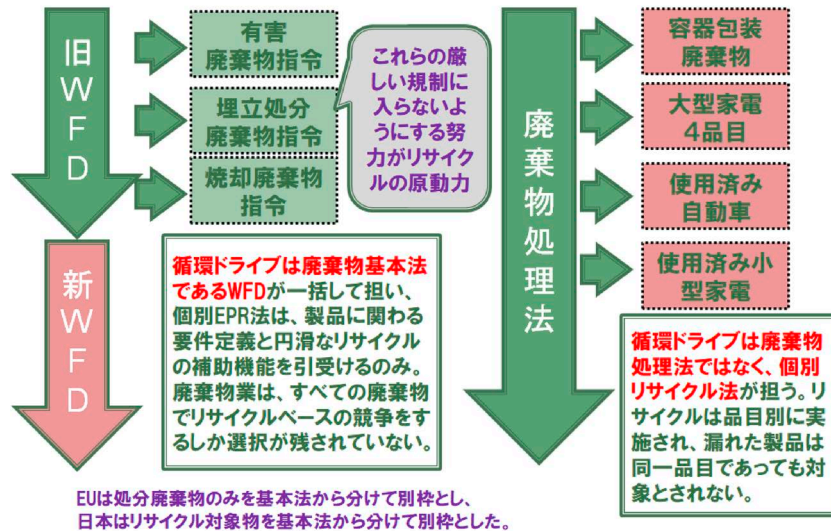 旧WFD
有害
廃棄物指令
埋立処分
廃棄物指令
焼却廃棄物
指令
これらの厳
しい規制に
入らないよ
うにする努
力がリサイク
ルの原動力
新WFD
循環ドライブは廃棄物基本法
であるWFDが一括して担い、
個別EPR法は、製品に関わる
要件定義と円滑なリサイクル
の補助機能を引受けるのみ。
廃棄物業は、すべての廃棄物
でリサイクルベースの競争をす
るしか選択が残されていない。
廃棄物処理法
容器包装
廃棄物
大型家電
4品目
使用済み
自動車
使用済み小
型家電
循環ドライブは廃棄物
処理法ではなく、個別
リサイクル法が担う。リ
サイクルは品目別に実
施され、漏れた製品は
同一品目であっても対
象とされない。
EUは処分廃棄物のみを基本法から分けて別枠とし、
日本はリサイクル対象物を基本法から分けて別枠とした。